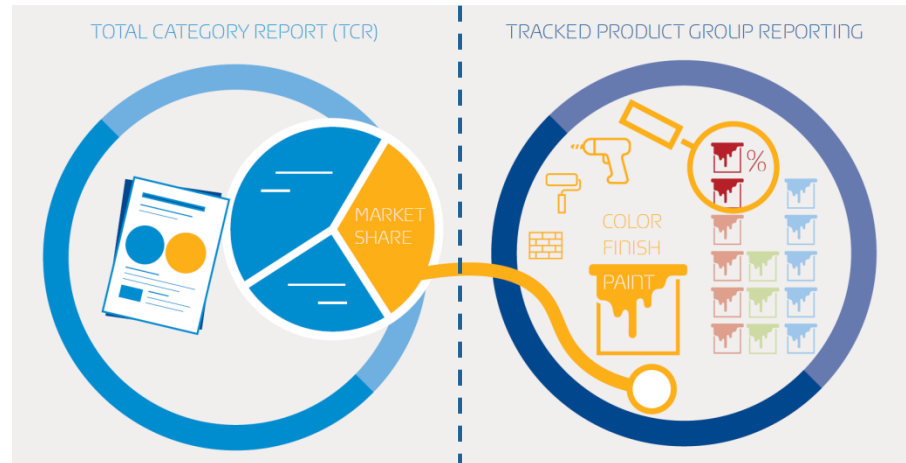 TOTAL CATEGORY REPORT (TCR)
MARKET
SHARE
TRACKED PRODUCT GROUP REPORTING
%
COLOR
FINISH
PAINT